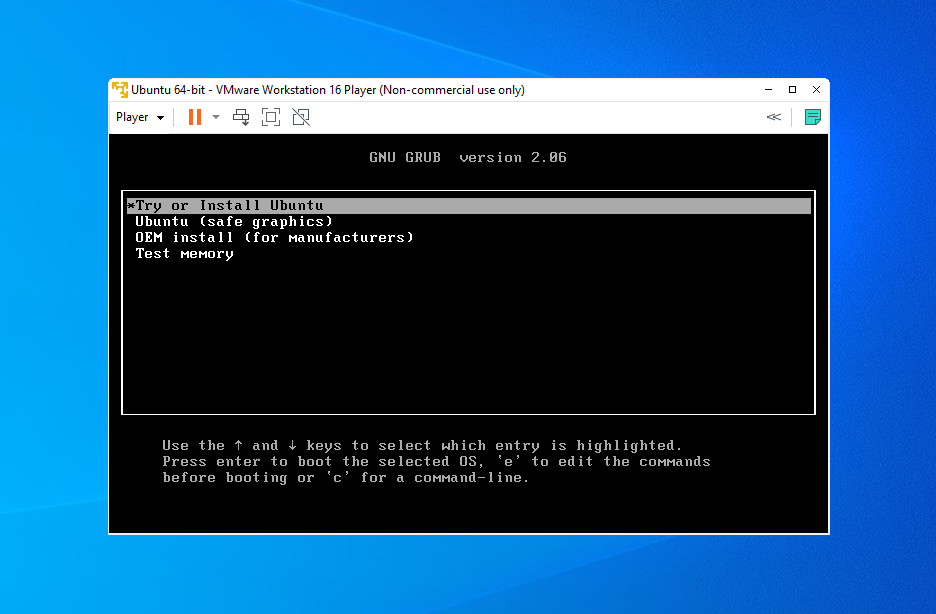 Ubuntu 64-bit - VMware Workstation 16 Player (Non-commercial use only)
Player
GNU GRUB  version 2.06
*Try or Install Ubuntu
Ubuntu (safe graphics)
OEM install (for manufacturers)
Test memory
Use the ↑ and ↓ keys to select which entry is highlighted.
Press enter to boot the selected OS, `e' to edit the commands
before booting or `c' for a command-line.